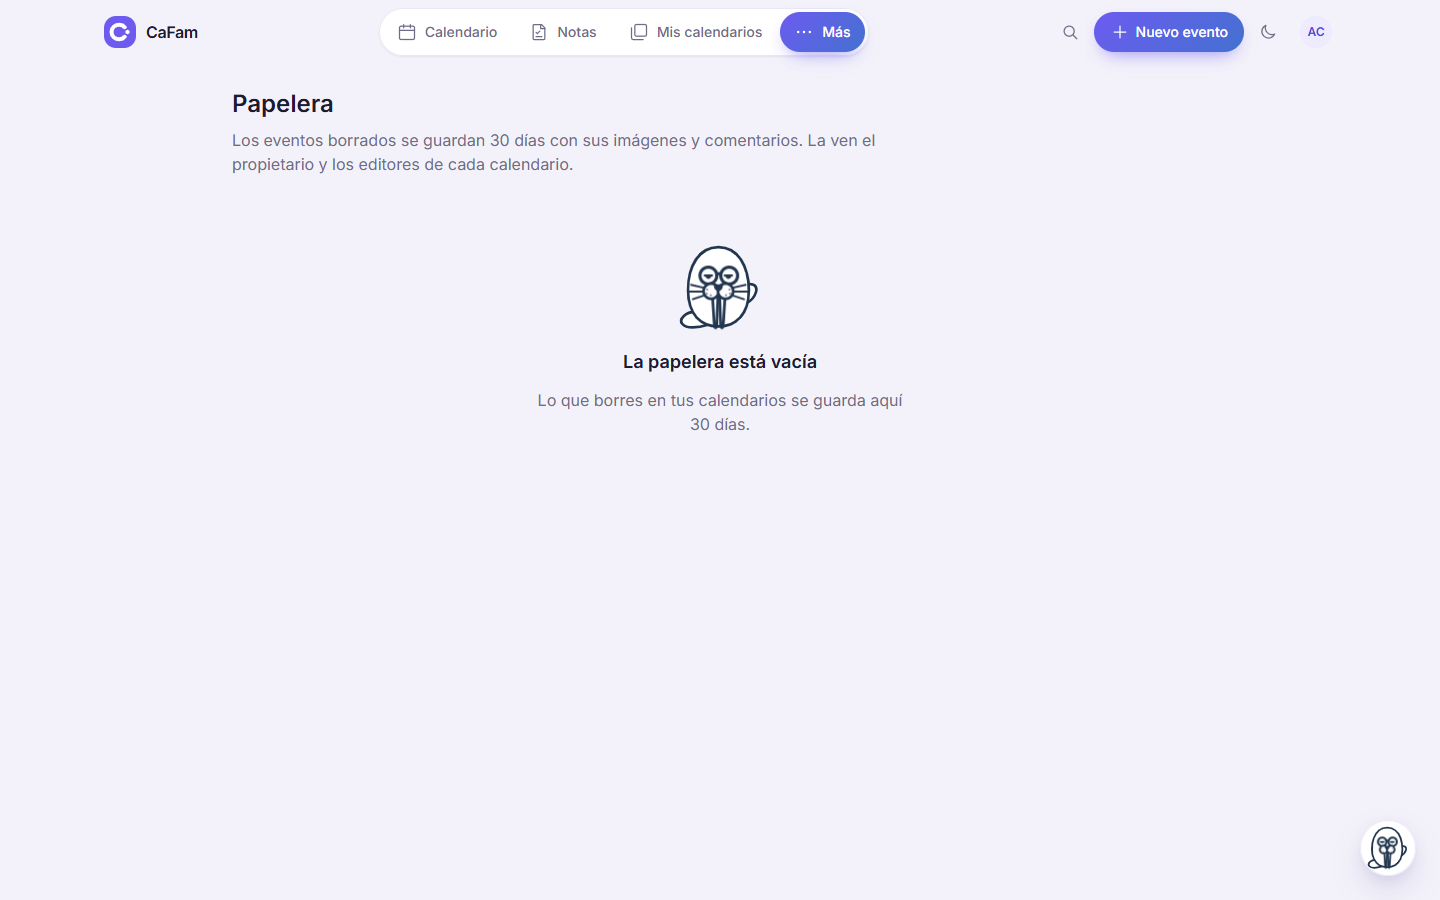 CaFam
Calendario
Notas
Mis calendarios
Más
Nuevo evento
AC
Papelera
Los eventos borrados se guardan 30 días con sus imágenes y comentarios. La ven el
propietario y los editores de cada calendario.
La papelera está vacía
Lo que borres en tus calendarios se guarda aquí
30 días.